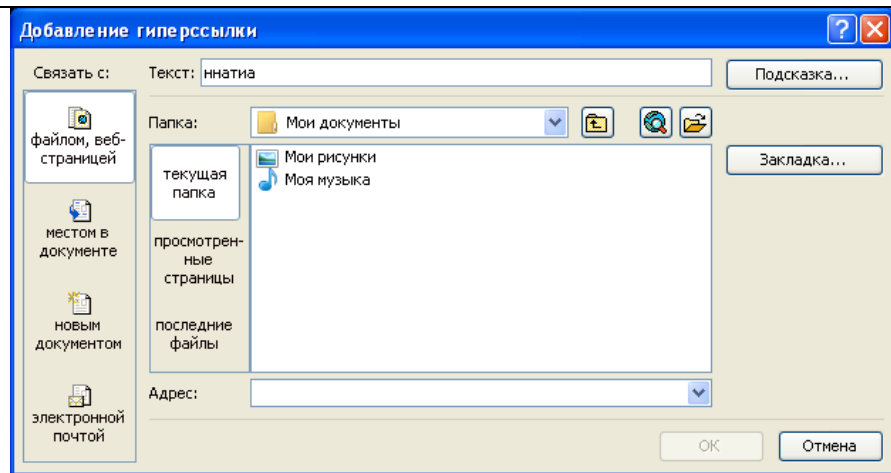 Добавление гиперссылки
Связать с:
Текст: ннатиа
Подсказка...
файлом, веб-
страницей
Папка:
Мои документы
Закладка...
текущая
папка
Мои рисунки
Моя музыка
местом в
документе
просмотрен-
ные
страницы
новым
документом
последние
файлы
Адрес:
электронной
почтой
ОК
Отмена